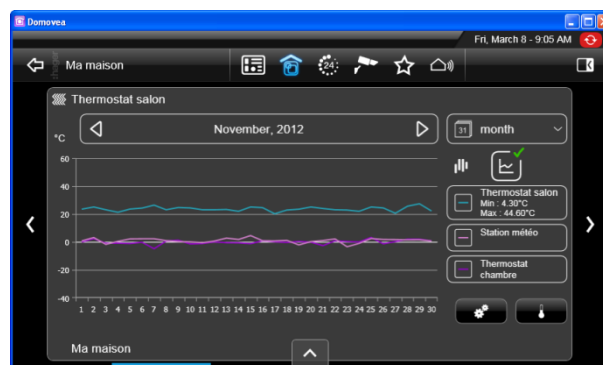 Domovea
Fri, March 8 - 9:05 AM
Ma maison
24
Thermostat salon
°C
November, 2012
31 month
60
40
20
0
-20
-40
1 2 3 4 5 6 7 8 9 10 11 12 13 14 15 16 17 18 19 20 21 22 23 24 25 26 27 28 29 30
Thermostat salon
Min : 4.30°C
Max : 44.60°C
Station météo
Thermostat
chambre
Ma maison